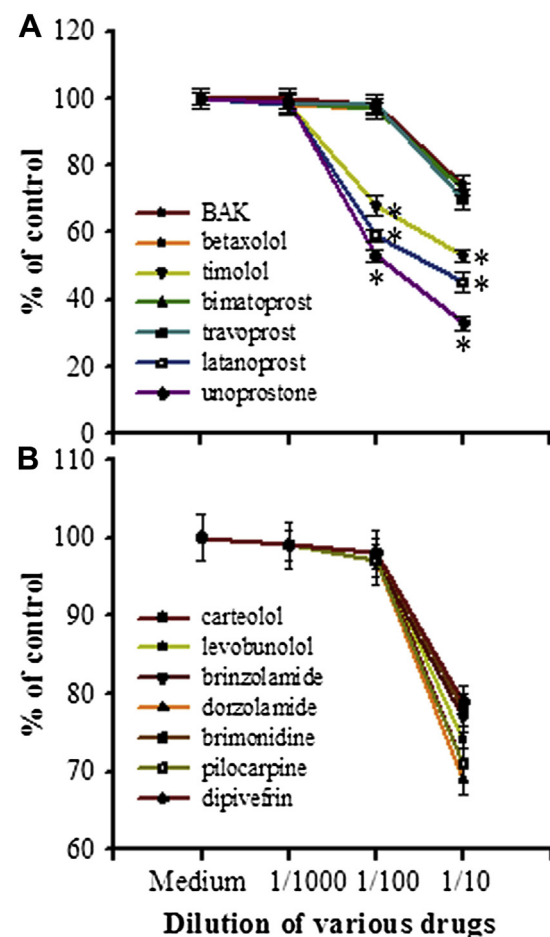 A
120
100
80
60
40
20
0
% of control
BAK
betaxolol
timolol
bimatoprost
travoprost
latanoprost
unoprostone
*
*
*
*
*
*
B
110
100
90
80
70
60
% of control
carteolol
levobunolol
brinzolamide
dorzolamide
brimonidine
pilocarpine
dipivefrin
Medium 1/1000 1/100 1/10
Dilution of various drugs